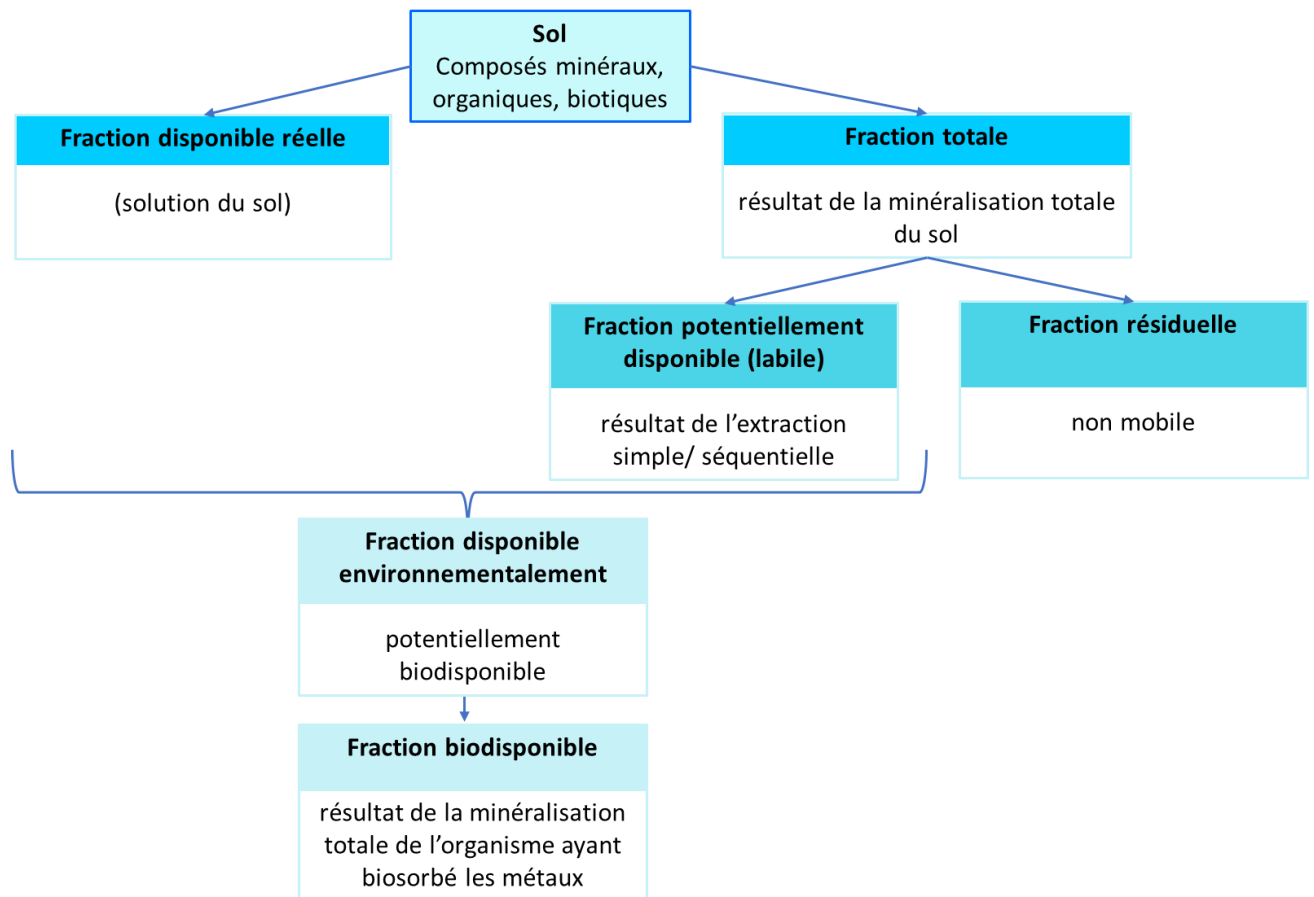 Sol
Composés minéraux,
organiques, biotiques
Fraction disponible réelle
(solution du sol)
Fraction totale
résultat de la minéralisation totale
du sol
Fraction potentiellement
disponible (labile)
résultat de l’extraction
simple/ séquentielle
Fraction résiduelle
non mobile
Fraction disponible
environnementalement
potentiellement
biodisponible
Fraction biodisponible
résultat de la minéralisation
totale de l’organisme ayant
biosorbé les métaux